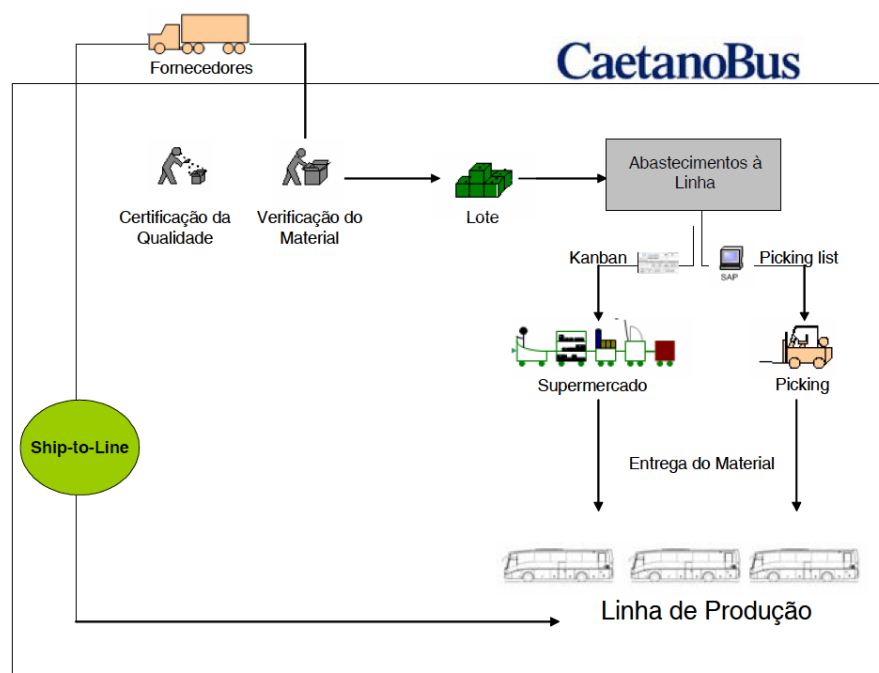 Fornecedores
CaetanoBus
Abastecimentos à
Linha
Certificação da
Qualidade
Verificação do
Material
Lote
Kanban
SAP
Picking list
Supermercado
Picking
Ship-to-Line
Entrega do Material
Linha de Produção